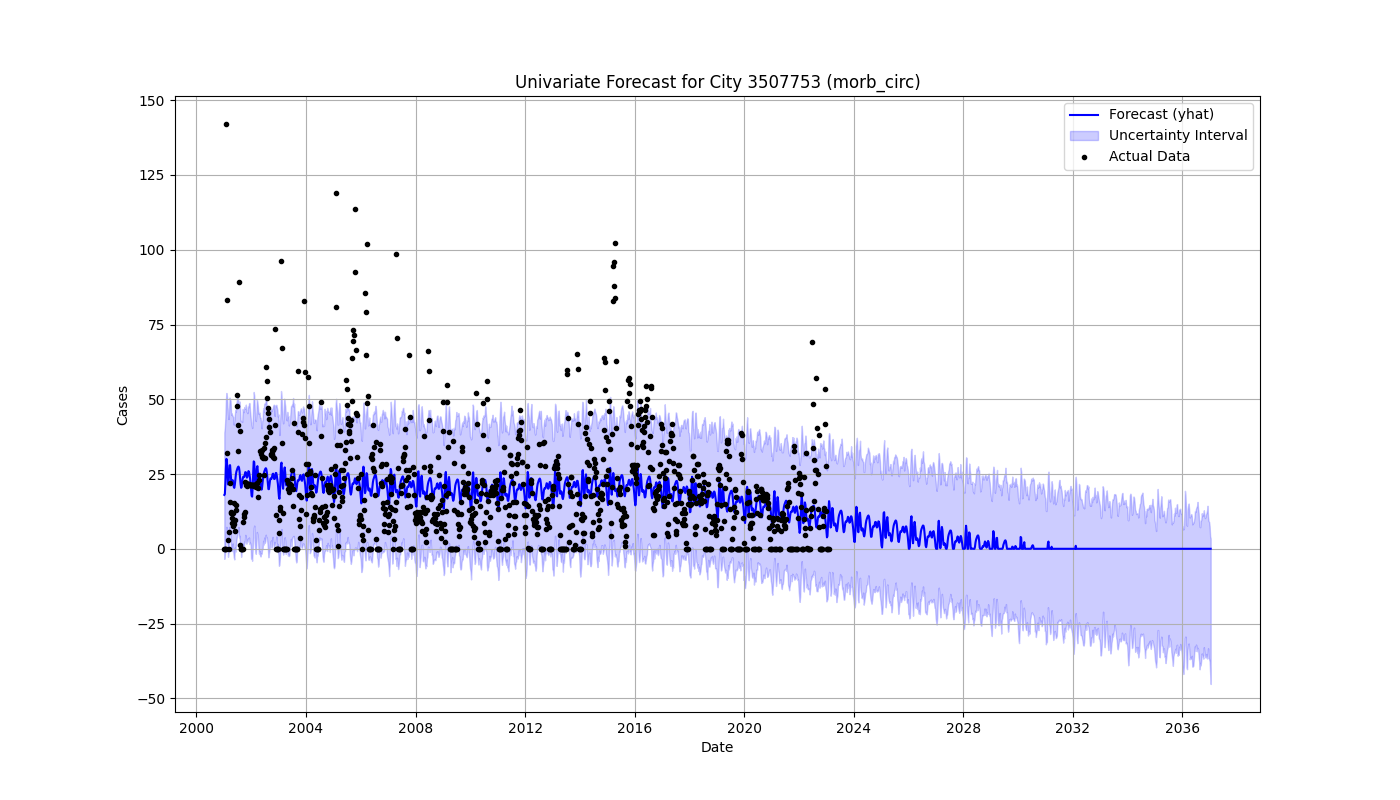 Univariate Forecast for City 3507753 (morb_circ)
Forecast (yhat)
Uncertainty Interval
Actual Data
Cases
150
125
100
75
50
25
0
−25
−50
2000 2004 2008 2012 2016 2020 2024 2028 2032 2036
Date